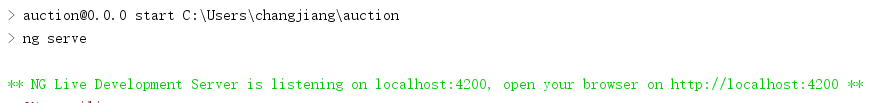 > auction@0.0.0 start C:\Users\changjiang\auction
> ng serve
** NG Live Development Server is listening on localhost:4200, open your browser on http://localhost:4200 **